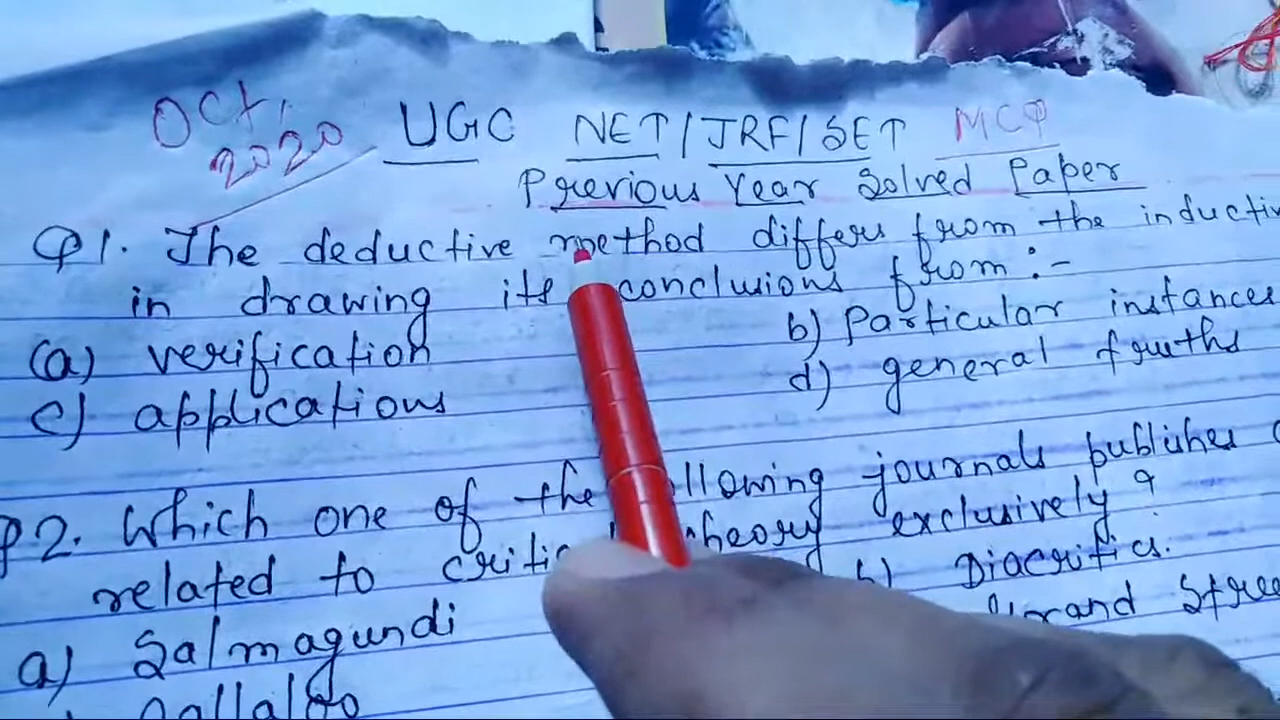 Oct, 2020
UGC NET/JRF/SET MCQ
Previous Year Solved Paper
Q1. The deductive method differs from the
in drawing its conclusions from :-
(a) verification b) Particular instances
c) applications d) general truths
Q2. Which one of the journals publishes
related to theory exclusively ?
a) Salmagundi b) Diacritics.
Callaloo